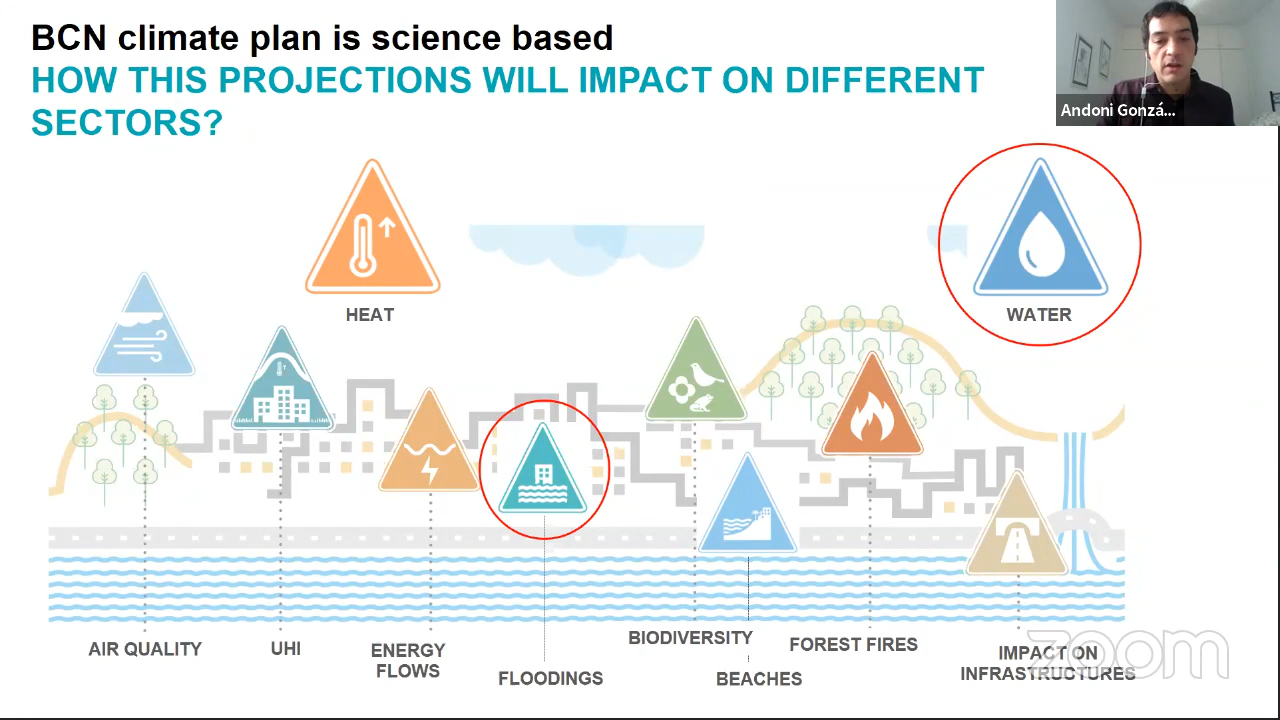 BCN climate plan is science based
HOW THIS PROJECTIONS WILL IMPACT ON DIFFERENT
SECTORS?
Andoni Gonzá...
HEAT
WATER
AIR QUALITY
UHI
ENERGY
FLOWS
FLOODINGS
BIODIVERSITY
BEACHES
FOREST FIRES
IMPACT ON
INFRASTRUCTURES
zoom